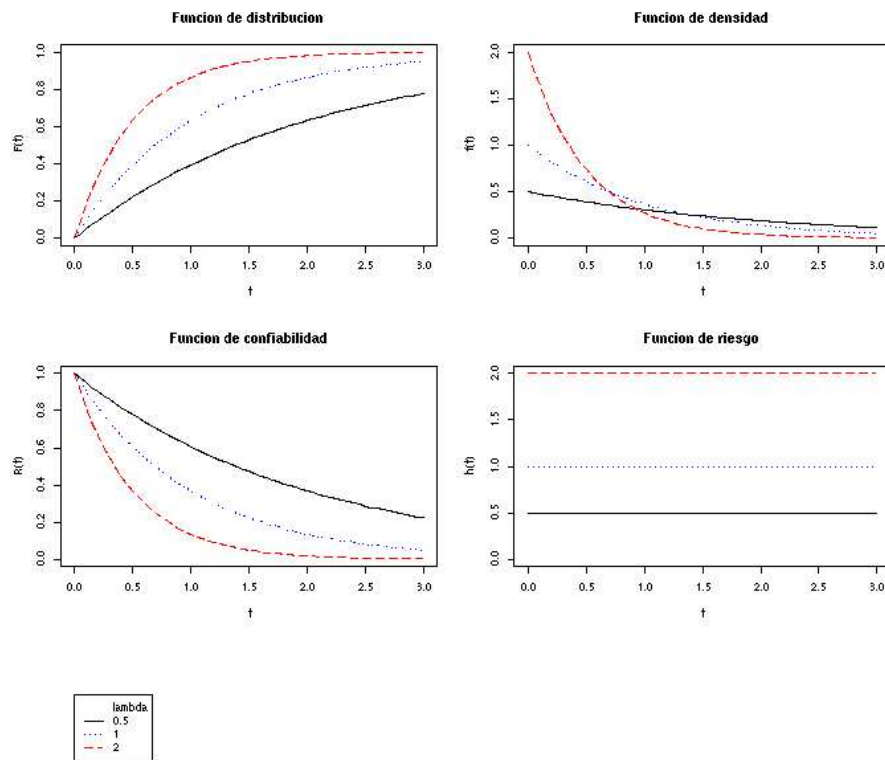 Funcion de distribucion
F(t)
0.0 0.2 0.4 0.6 0.8 1.0
0.0 0.5 1.0 1.5 2.0 2.5 3.0
t
Funcion de densidad
f(t)
0.0 0.5 1.0 1.5 2.0
0.0 0.5 1.0 1.5 2.0 2.5 3.0
t
Funcion de confiabilidad
R(t)
0.0 0.2 0.4 0.6 0.8 1.0
0.0 0.5 1.0 1.5 2.0 2.5 3.0
t
Funcion de riesgo
h(t)
0.0 0.5 1.0 1.5 2.0
0.0 0.5 1.0 1.5 2.0 2.5 3.0
t
lambda
0.5
1
2